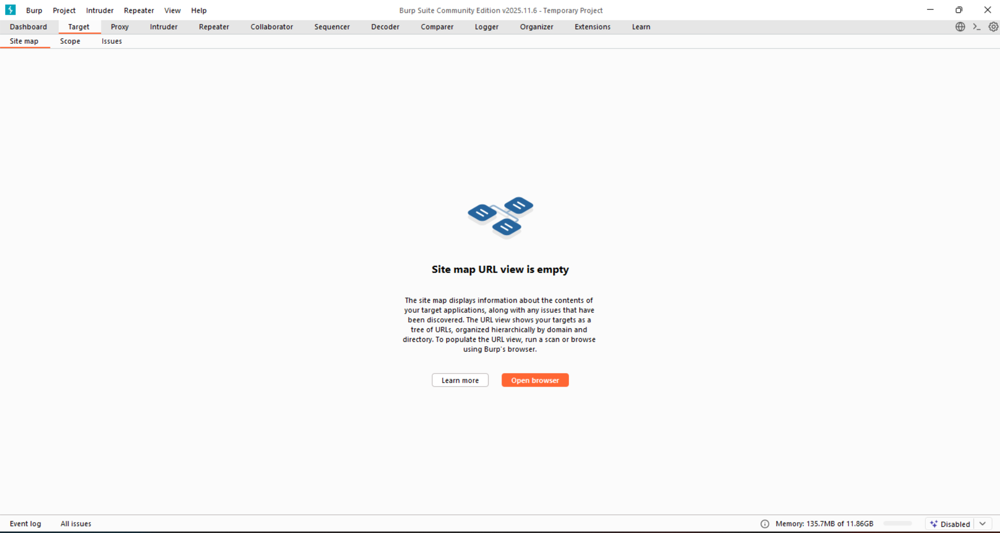 Burp Project Intruder Repeater View Help Burp Suite Community Edition v2025.11.6 - Temporary Project
Dashboard Target Proxy Intruder Repeater Collaborator Sequencer Decoder Comparer Logger Organizer Extensions Learn
Site map Scope Issues
Site map URL view is empty
The site map displays information about the contents of
your target applications, along with any issues that have
been discovered. The URL view shows your targets as a
tree of URLs, organized hierarchically by domain and
directory. To populate the URL view, run a scan or browse
using Burp's browser.
Learn more Open browser
Event log All issues Memory: 135.7MB of 11.86GB Disabled